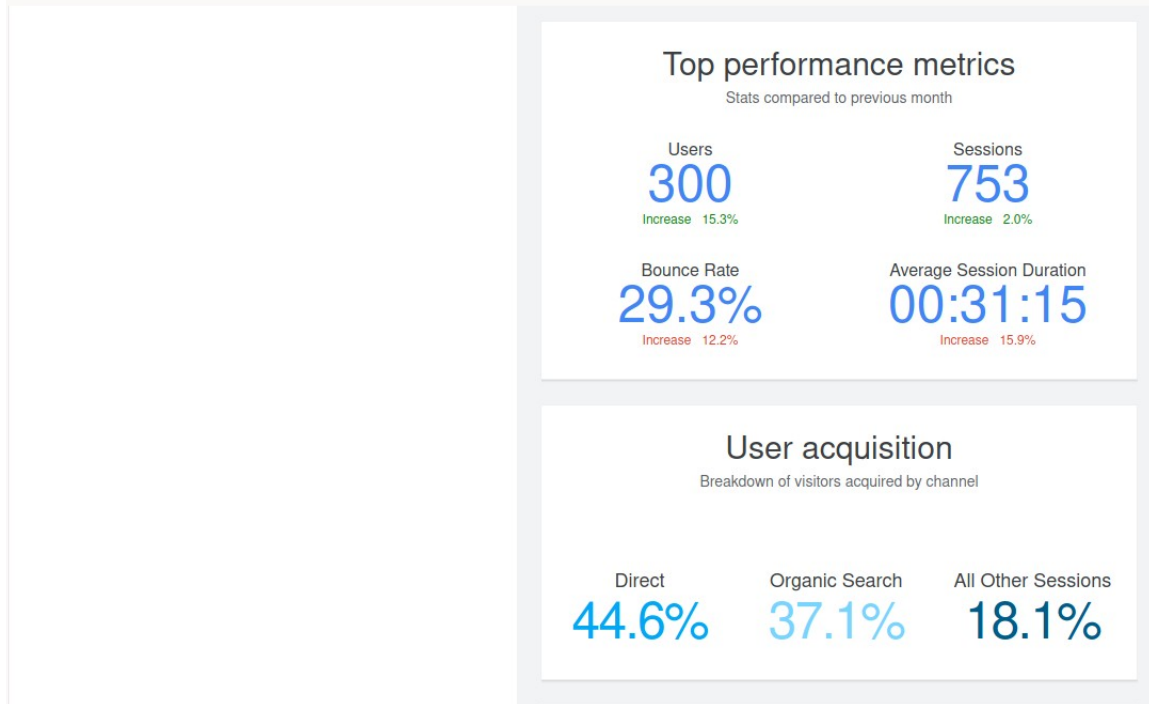 Top performance metrics
Stats compared to previous month
Users
300
Increase 15.3%
Sessions
753
Increase 2.0%
Bounce Rate
29.3%
Increase 12.2%
Average Session Duration
00:31:15
Increase 15.9%
User acquisition
Breakdown of visitors acquired by channel
Direct
44.6%
Organic Search
37.1%
All Other Sessions
18.1%